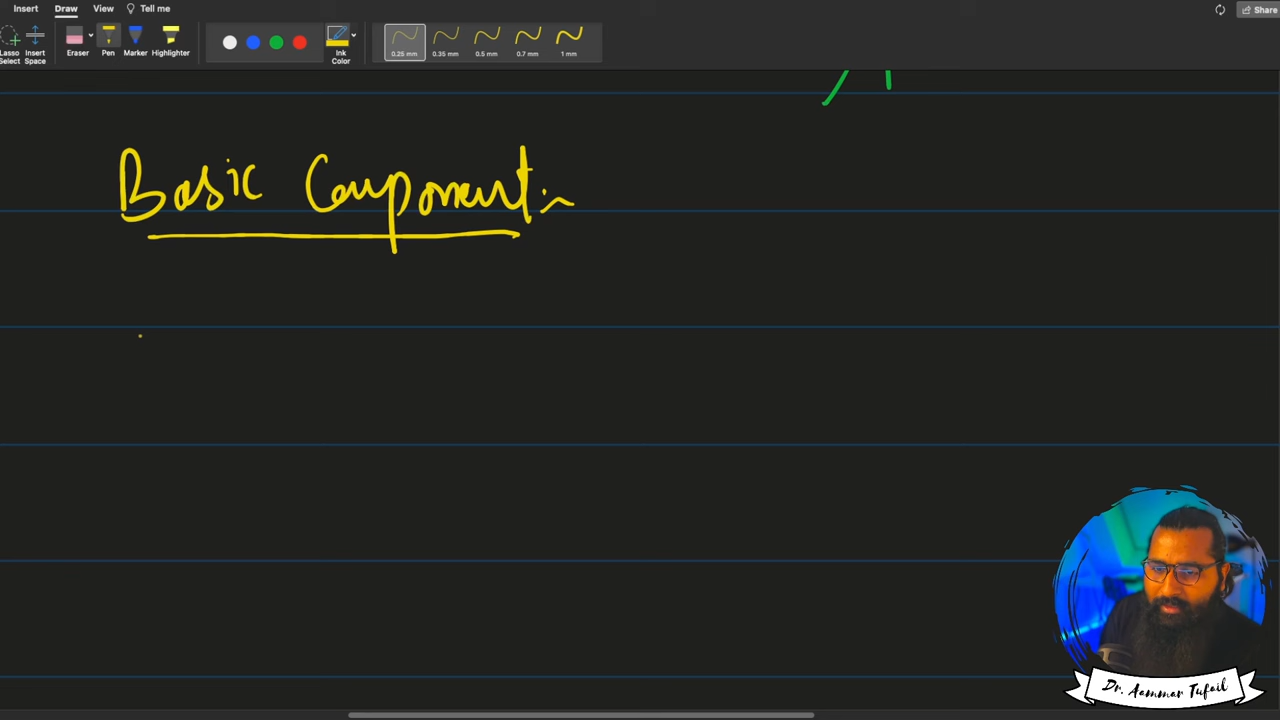 Insert Draw View Tell me Share
Lasso Select Insert Space Eraser Pen Marker Highlighter Ink Color 0.25 mm 0.35 mm 0.5 mm 0.7 mm 1 mm
Basic Component:~
Dr. Aammar Tufail